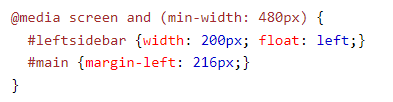 @media screen and (min-width: 480px) {
  #leftsidebar {width: 200px; float: left;}
  #main {margin-left: 216px;}
}